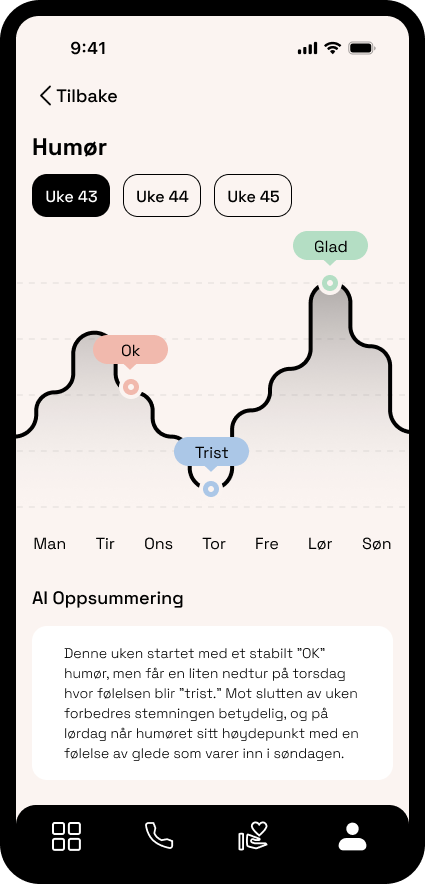 9:41
Tilbake
Humør
Uke 43 Uke 44 Uke 45
Glad
Ok
Trist
Man Tir Ons Tor Fre Lør Søn
AI Oppsummering
Denne uken startet med et stabilt "OK"
humør, men får en liten nedtur på torsdag
hvor følelsen blir "trist." Mot slutten av uken
forbedres stemningen betydelig, og på
lørdag når humøret sitt høydepunkt med en
følelse av glede som varer inn i søndagen.